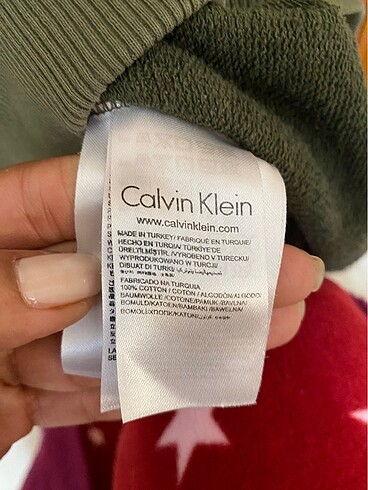 Calvin Klein
www.calvinklein.com
MADE IN TURKEY/ FABRIQUÉ EN TURQUIE/
HECHO EN TURQUIA/ TÜRKIYE'DE
ÜRETILMIŞTIR./VYROBENO V TURECKU/
WYPRODUKOWANO W TURCJI/
DIBUAT DI TURKI/
FABRICADO NA TURQUIA
100% COTTON / COTON / ALGODÓN/ALGODÃO/
BAUMWOLLE/COTONE/PAMUK/BAVLNA/
BOMULD/KATOEN/BAMBAKI/BAWEŁNA/